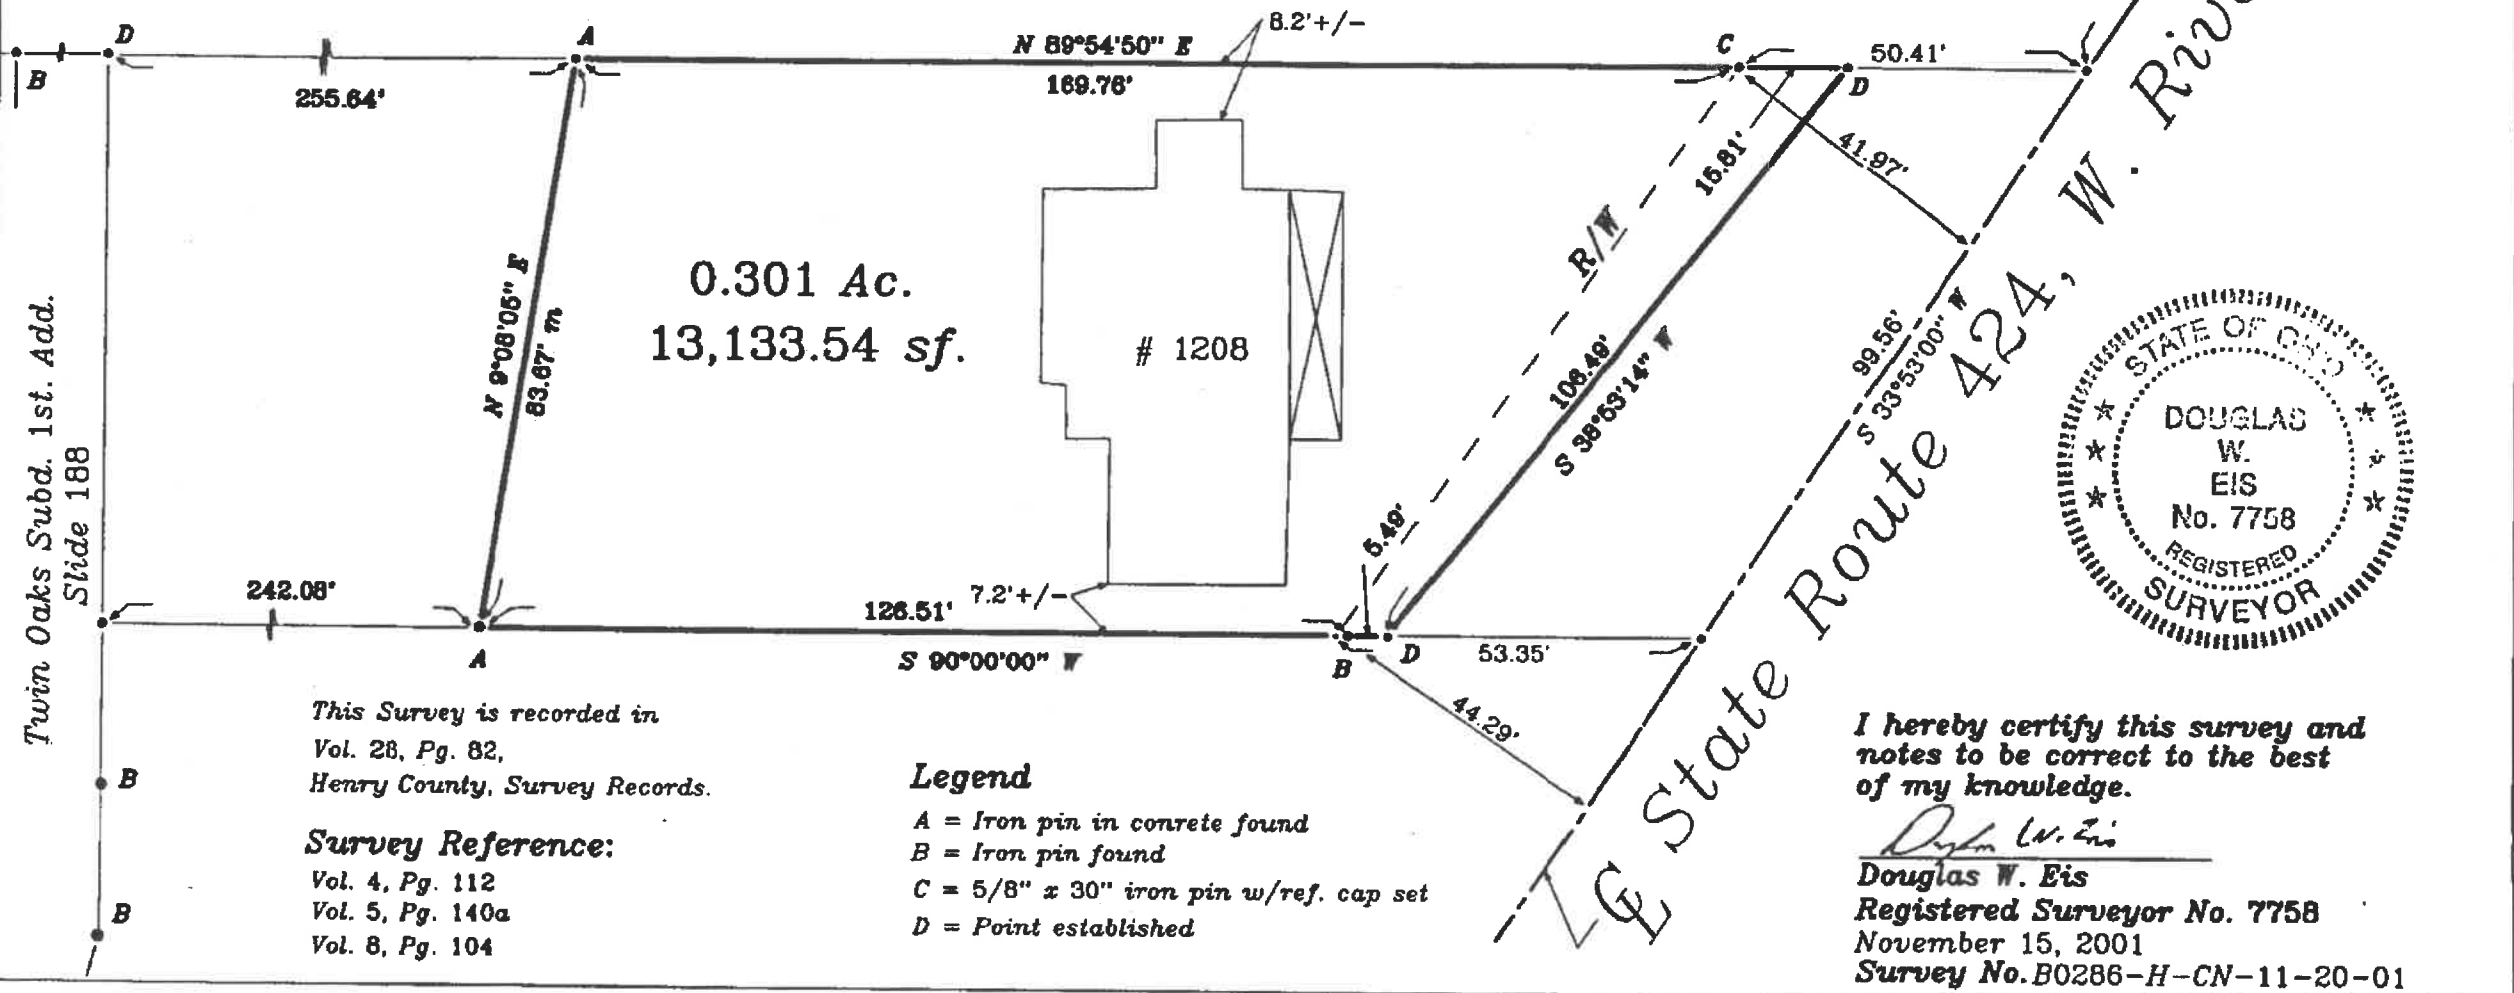 D
A
N 89°54'50" E
8.2'+/-
C
50.41'
D
B
255.64'
169.76'
41.97'
16.81'
R/W
N 9°08'05" E
83.67' m
0.301 Ac.
13,133.54 sf.
# 1208
106.49'
S 38°53'14" W
99.56'
S 33°53'00" W
Twin Oaks Subd. 1st. Add.
Slide 188
5.49'
242.08'
126.51'
7.2'+/-
53.35'
A
S 90°00'00" W
B
D
44.29'
State Route 424, W.
STATE OF OHIO
DOUGLAS
W.
EIS
No. 7758
REGISTERED
SURVEYOR
This Survey is recorded in
Vol. 28, Pg. 82,
Henry County, Survey Records.
B
Survey Reference:
Vol. 4, Pg. 112
Vol. 5, Pg. 140a
Vol. 8, Pg. 104
B
Legend
A = Iron pin in conrete found
B = Iron pin found
C = 5/8" x 30" iron pin w/ref. cap set
D = Point established
I hereby certify this survey and
notes to be correct to the best
of my knowledge.
Douglas W. Eis
Registered Surveyor No. 7758
November 15, 2001
Survey No. B0286-H-CN-11-20-01